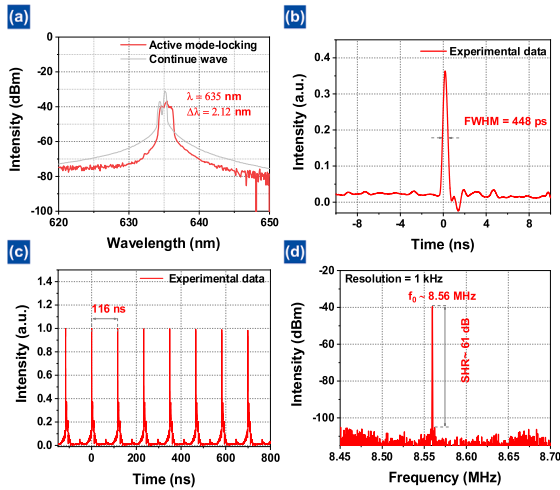 (a)
Active mode-locking
Continue wave
λ = 635 nm
Δλ = 2.12 nm
Intensity (dBm)
0
-20
-40
-60
-80
-100
620
630
640
650
Wavelength (nm)
(b)
Experimental data
FWHM = 448 ps
Intensity (a.u.)
0.4
0.3
0.2
0.1
0.0
-8
-4
0
4
8
Time (ns)
(c)
Experimental data
116 ns
Intensity (a.u.)
1.4
1.2
1.0
0.8
0.6
0.4
0.2
0.0
0
200
400
600
800
Time (ns)
(d)
Resolution = 1 kHz
f₀ ~ 8.56 MHz
SHR~ 61 dB
Intensity (dBm)
-20
-40
-60
-80
-100
8.45
8.50
8.55
8.60
8.65
8.70
Frequency (MHz)